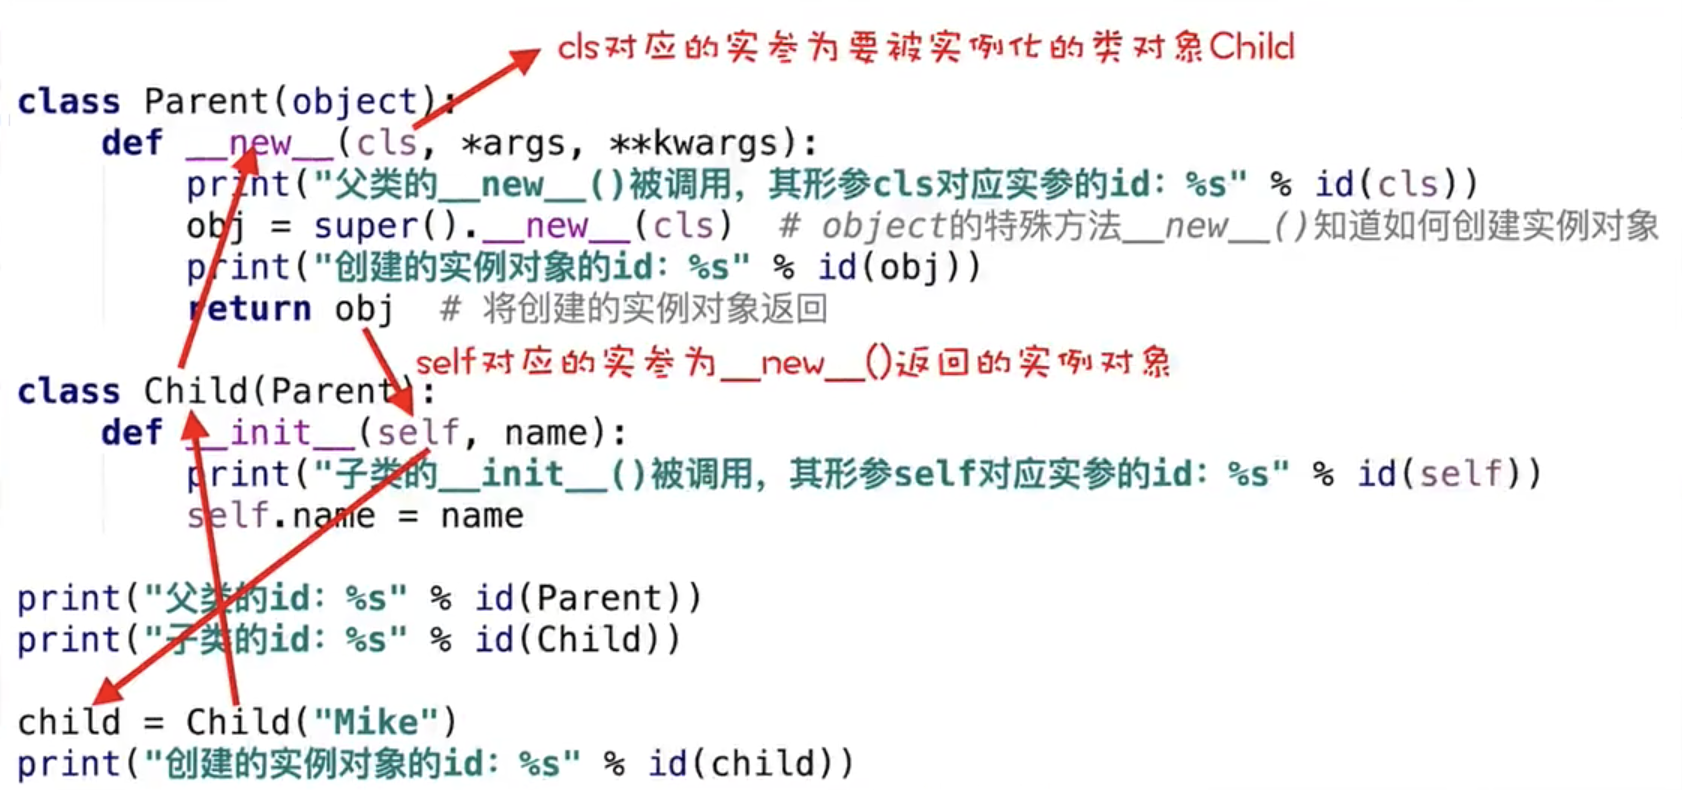 cls对应的实参为要被实例化的类对象Child
class Parent(object):
def __new__(cls, *args, **kwargs):
print("父类的__new__()被调用，其形参cls对应实参的id：%s" % id(cls))
obj = super().__new__(cls)  # object的特殊方法__new__()知道如何创建实例对象
print("创建的实例对象的id：%s" % id(obj))
return obj  # 将创建的实例对象返回
self对应的实参为__new__()返回的实例对象
class Child(Parent):
def __init__(self, name):
print("子类的__init__()被调用，其形参self对应实参的id：%s" % id(self))
self.name = name
print("父类的id：%s" % id(Parent))
print("子类的id：%s" % id(Child))
child = Child("Mike")
print("创建的实例对象的id：%s" % id(child))